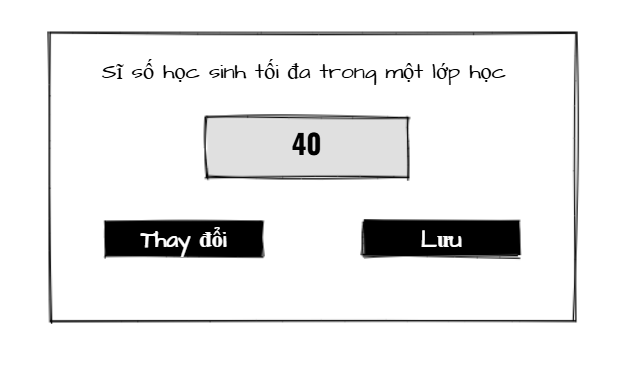 Sĩ số học sinh tối đa trong một lớp học
40
Thay đổi
Lưu